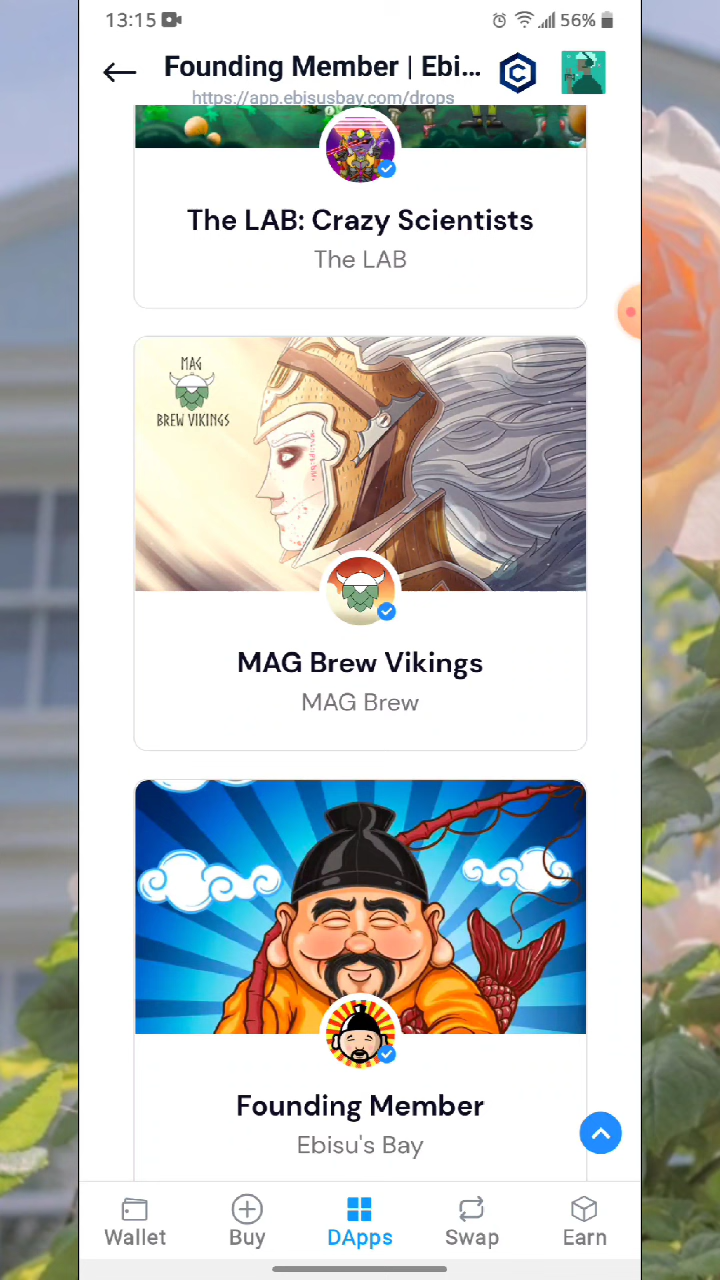 13:15
56%
Founding Member | Ebi...
https://app.ebisusbay.com/drops
The LAB: Crazy Scientists
The LAB
MAG
BREW VIKINGS
MAG Brew Vikings
MAG Brew
Founding Member
Ebisu's Bay
Wallet
Buy
DApps
Swap
Earn